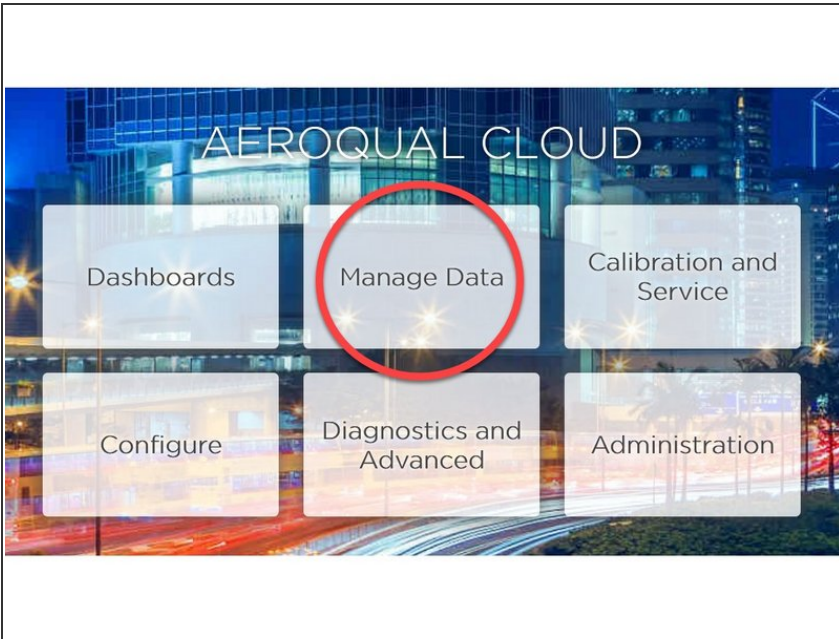 AEROQUAL CLOUD
Dashboards
Manage Data
Calibration and
Service
Configure
Diagnostics and
Advanced
Administration